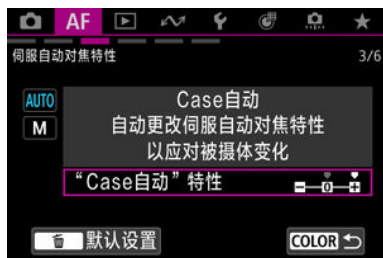 AF
伺服自动对焦特性 3/6
AUTO
M
Case自动
自动更改伺服自动对焦特性
以应对被摄体变化
“Case自动”特性
0
默认设置
COLOR